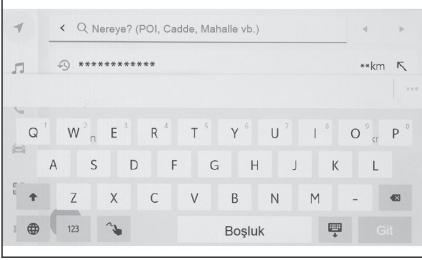 Nereye? (POI, Cadde, Mahalle vb.)
************ **km
Q 1 W 2 E 3 R 4 T 5 Y 6 U 7 I 8 O 9 P 0
A S D F G H J K L
Z X C V B N M -
123 Boşluk Git